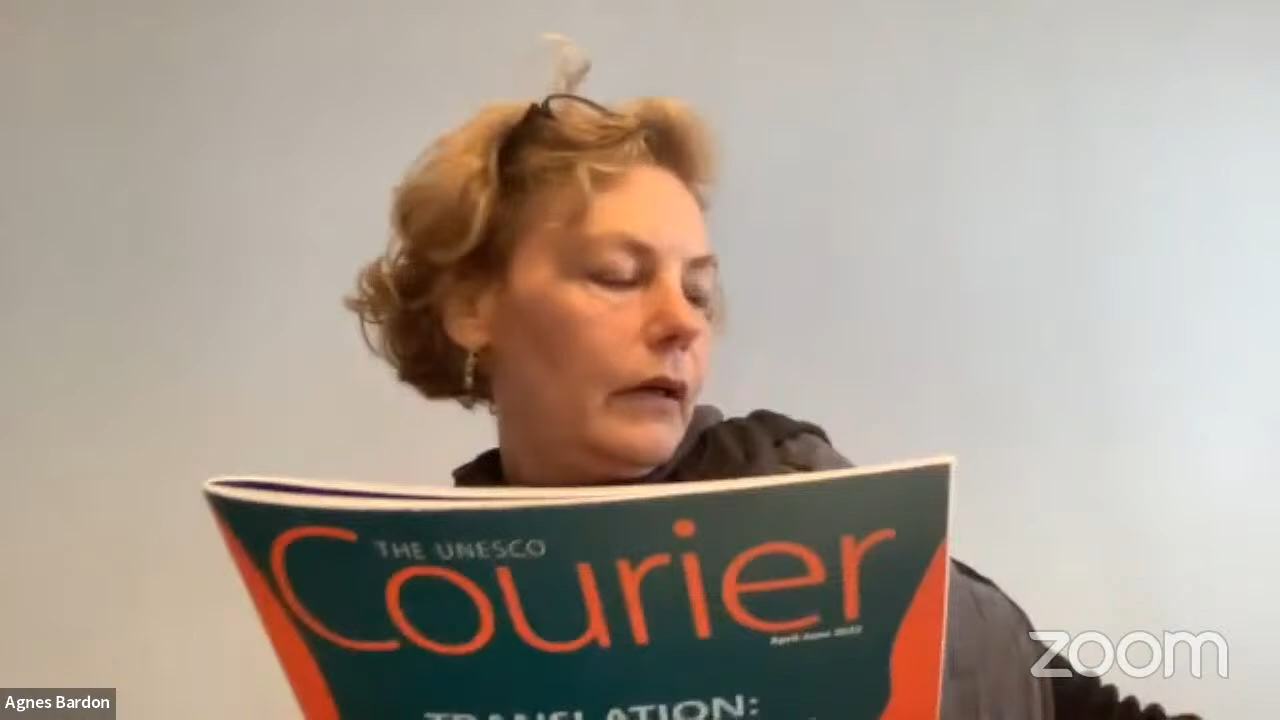 THE UNESCO
Courier
April-June 2022
TRANSLATION:
zoom
Agnes Bardon